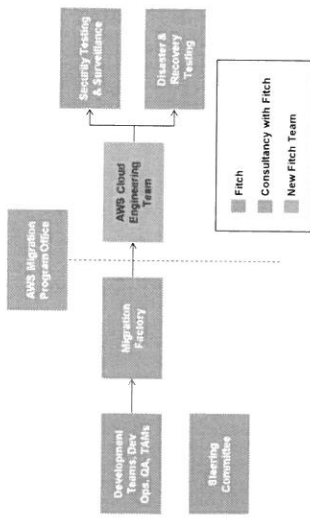 AWS Migration
Program Office
Development
Teams, Dev
Ops, QA, TAMs
Migration
Factory
AWS Cloud
Engineering
Team
Security Testing
& Surveillance
Disaster &
Recovery
Testing
Steering
Committee
Fitch
Consultancy with Fitch
New Fitch Team